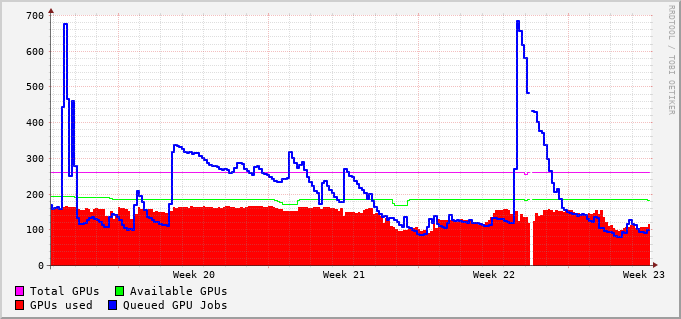 700
600
500
400
300
200
100
0
Week 20 Week 21 Week 22 Week 23
Total GPUs Available GPUs
GPUs used Queued GPU Jobs
RRDTOOL / TOBI OETIKER